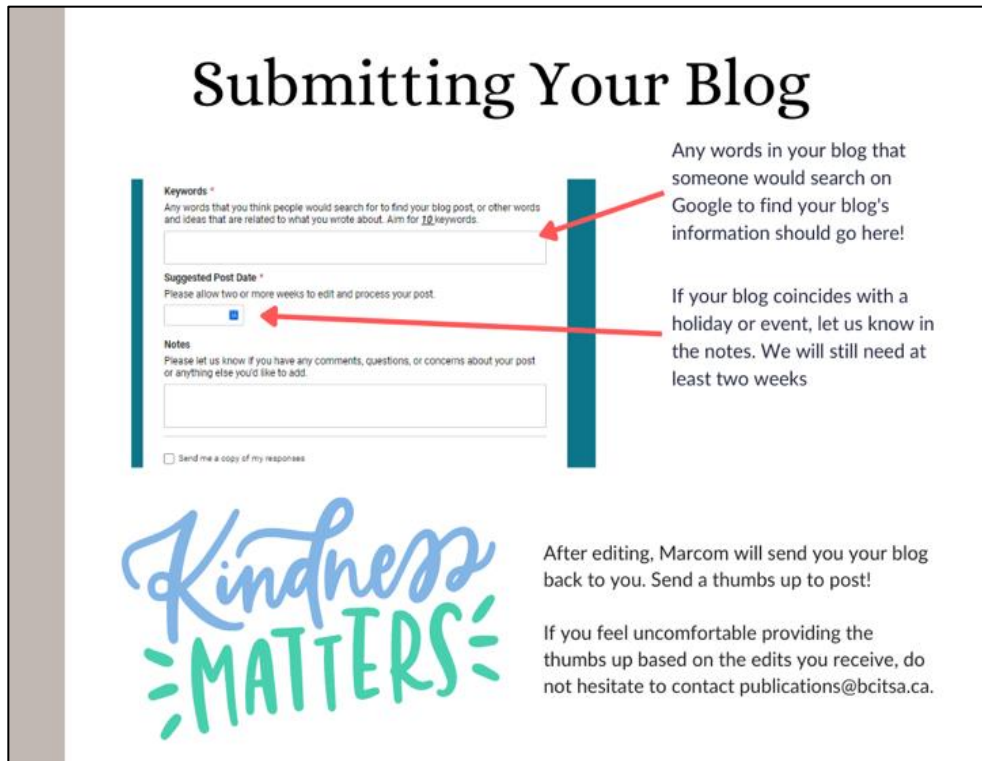 Submitting Your Blog
Keywords *
Any words that you think people would search for to find your blog post, or other words
and ideas that are related to what you wrote about. Aim for 10 keywords.
Suggested Post Date *
Please allow two or more weeks to edit and process your post.
Notes
Please let us know if you have any comments, questions, or concerns about your post
or anything else you'd like to add.
Send me a copy of my responses
Any words in your blog that
someone would search on
Google to find your blog's
information should go here!
If your blog coincides with a
holiday or event, let us know in
the notes. We will still need at
least two weeks
Kindness
MATTERS
After editing, Marcom will send you your blog
back to you. Send a thumbs up to post!
If you feel uncomfortable providing the
thumbs up based on the edits you receive, do
not hesitate to contact publications@bcitsa.ca.